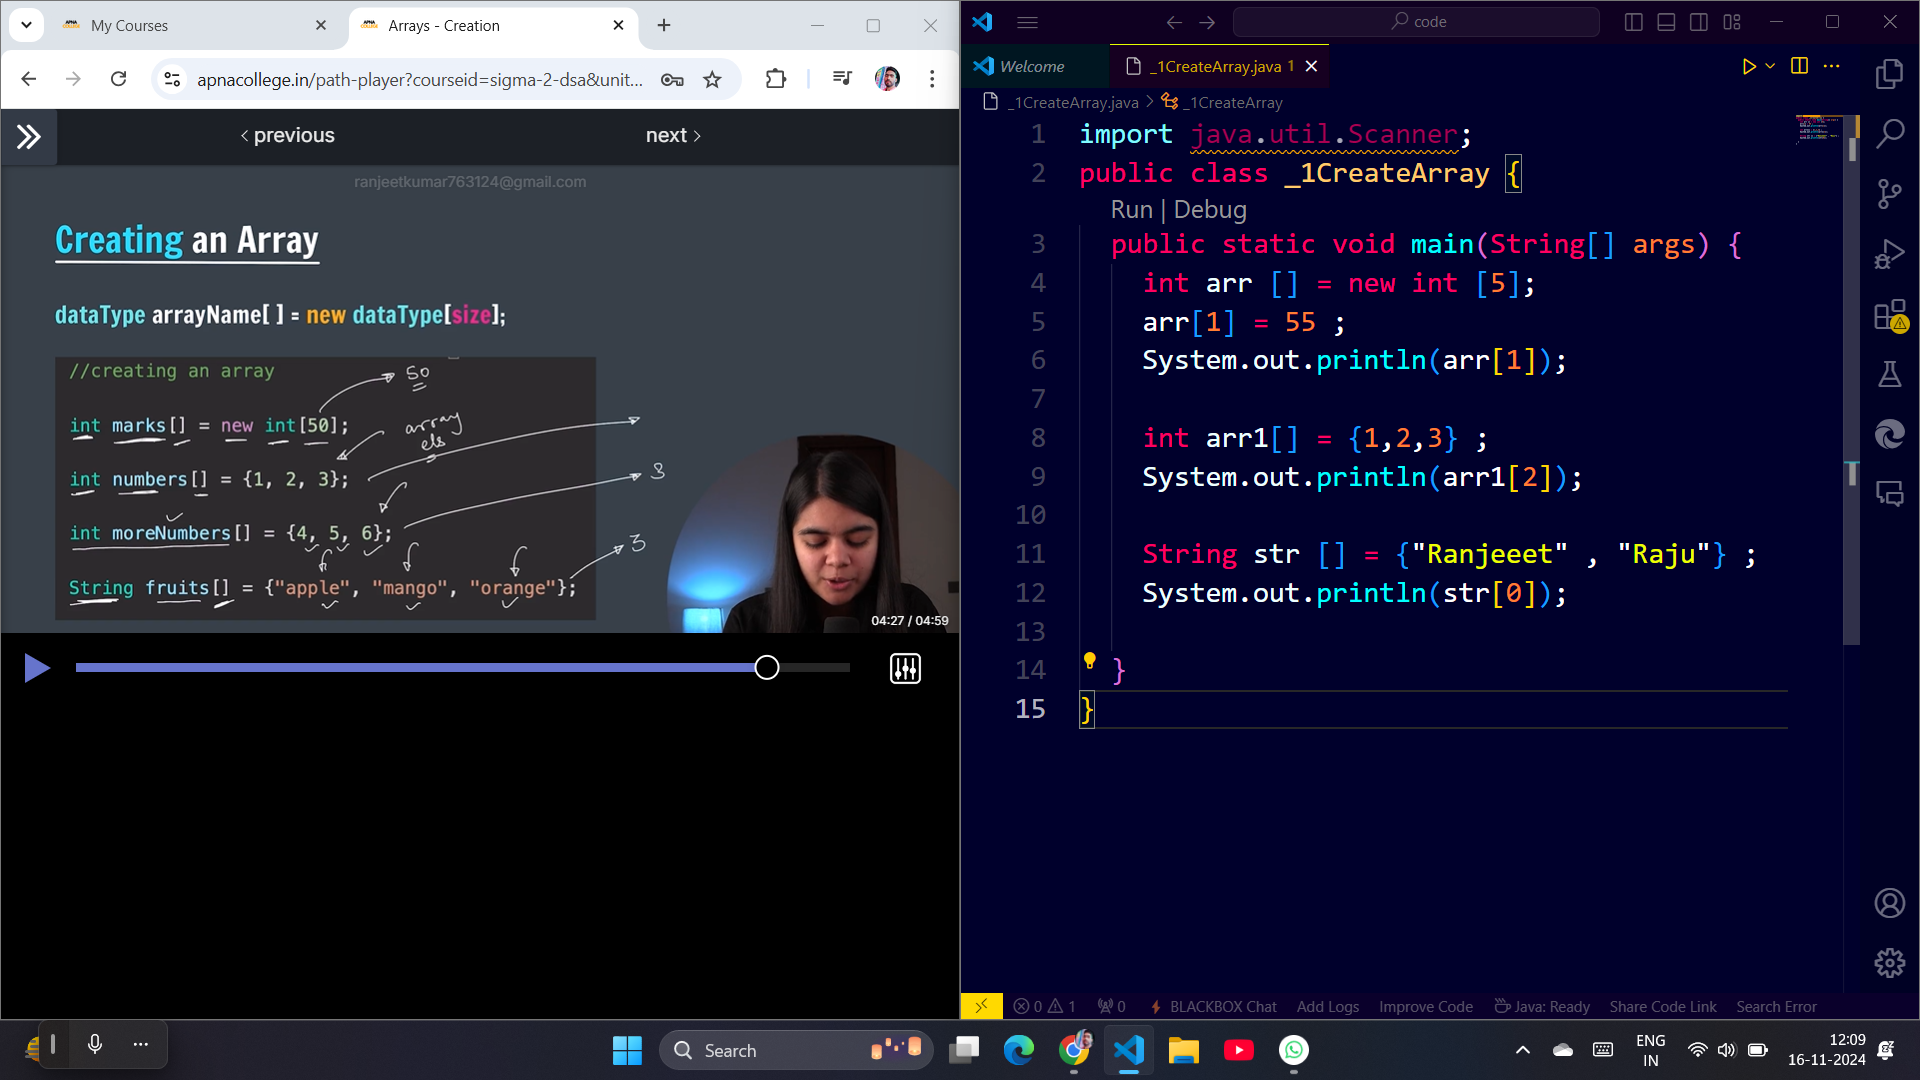 My Courses
Arrays - Creation
apnacollege.in/path-player?courseid=sigma-2-dsa&unit...
previous
next
ranjeetkumar763124@gmail.com
Creating an Array
dataType arrayName[ ] = new dataType[size];
//creating an array
50
int marks[] = new int[50];
array
els
int numbers[] = {1, 2, 3};
3
int moreNumbers[] = {4, 5, 6};
3
String fruits[] = {"apple", "mango", "orange"};
04:27 / 04:59
code
Welcome
_1CreateArray.java 1
_1CreateArray.java > _1CreateArray
1 import java.util.Scanner;
2 public class _1CreateArray {
Run | Debug
3 public static void main(String[] args) {
4 int arr [] = new int [5];
5 arr[1] = 55 ;
6 System.out.println(arr[1]);
7
8 int arr1[] = {1,2,3} ;
9 System.out.println(arr1[2]);
10
11 String str [] = {"Ranjeeet" , "Raju"} ;
12 System.out.println(str[0]);
13
14 }
15 }
0 1 0 BLACKBOX Chat Add Logs Improve Code Java: Ready Share Code Link Search Error
Search
ENG
IN
12:09
16-11-2024